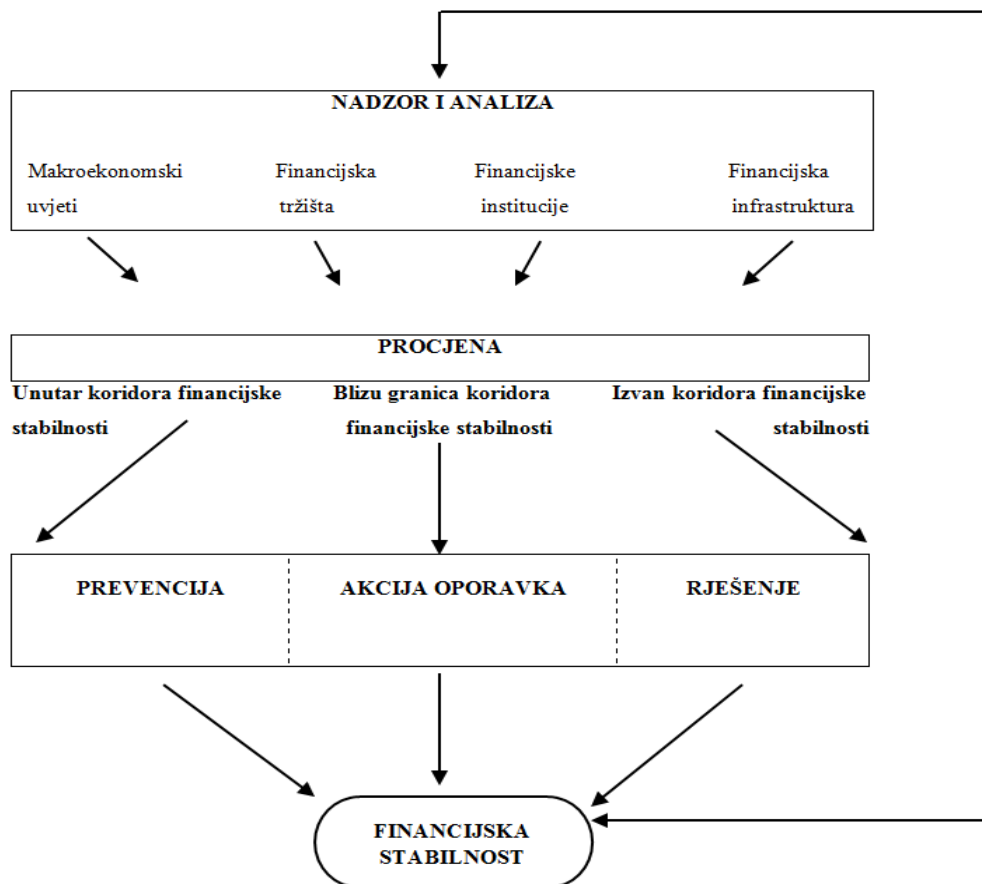 NADZOR I ANALIZA
Makroekonomski Financijska Financijske Financijska
uvjeti tržišta institucije infrastruktura
PROCJENA
Unutar koridora financijske Blizu granica koridora Izvan koridora financijske
stabilnosti financijske stabilnosti stabilnosti
PREVENCIJA AKCIJA OPORAVKA RJEŠENJE
FINANCIJSKA
STABILNOST